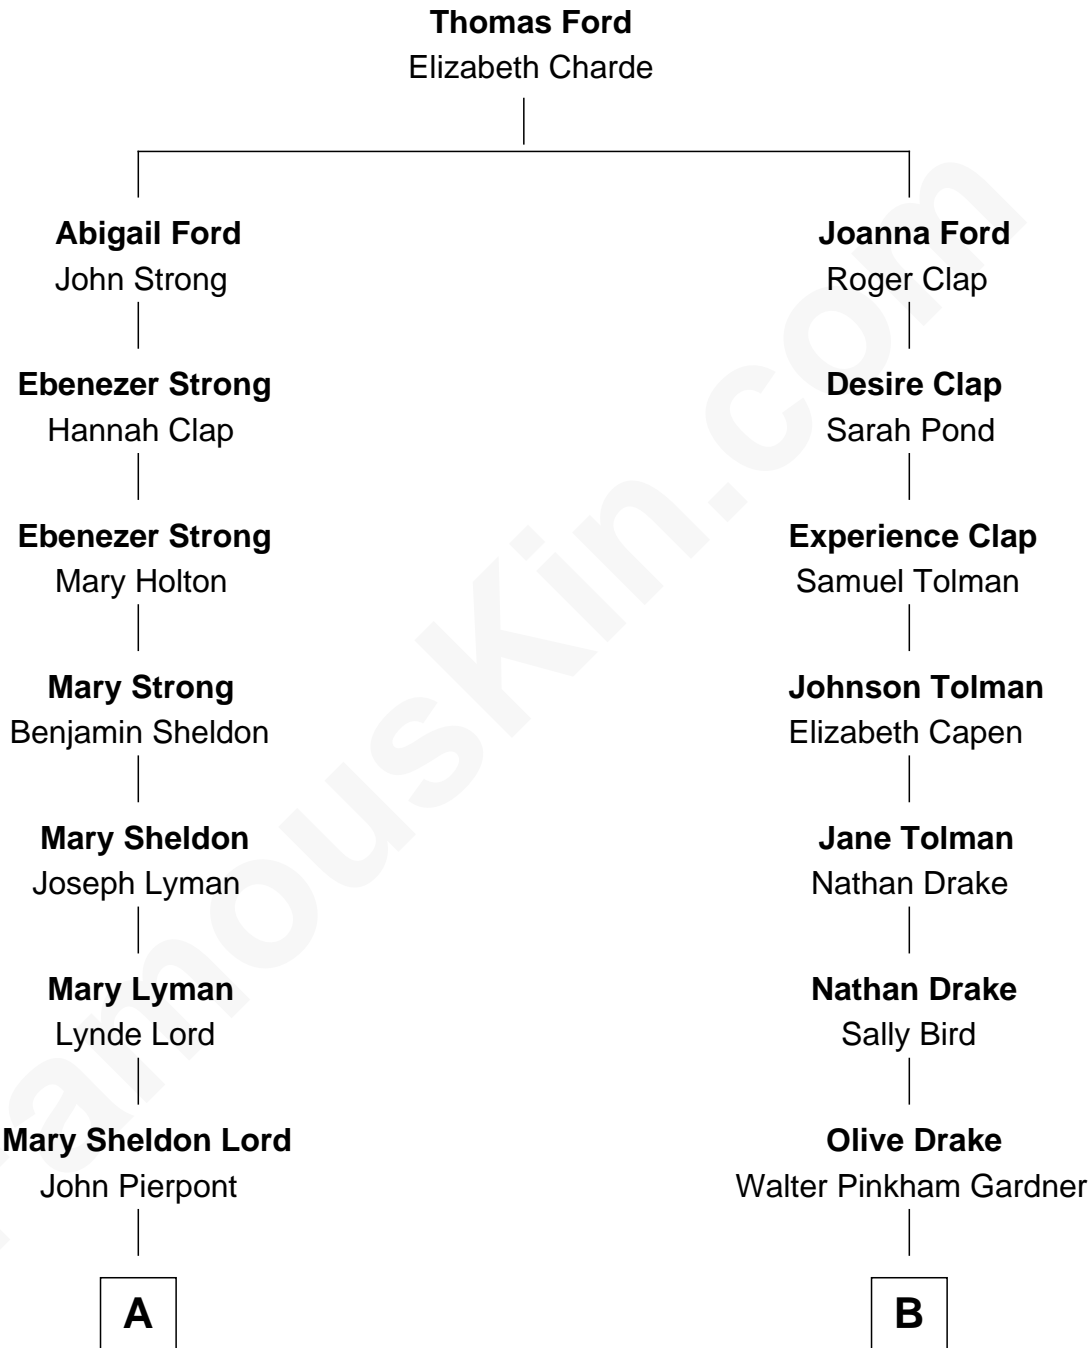 Thomas Ford
Elizabeth Charde
Abigail Ford
John Strong
Joanna Ford
Roger Clap
Ebenezer Strong
Hannah Clap
Desire Clap
Sarah Pond
Ebenezer Strong
Mary Holton
Experience Clap
Samuel Tolman
Mary Strong
Benjamin Sheldon
Johnson Tolman
Elizabeth Capen
Mary Sheldon
Joseph Lyman
Jane Tolman
Nathan Drake
Mary Lyman
Lynde Lord
Nathan Drake
Sally Bird
Mary Sheldon Lord
John Pierpont
Olive Drake
Walter Pinkham Gardner
A
B
FamousKin.com